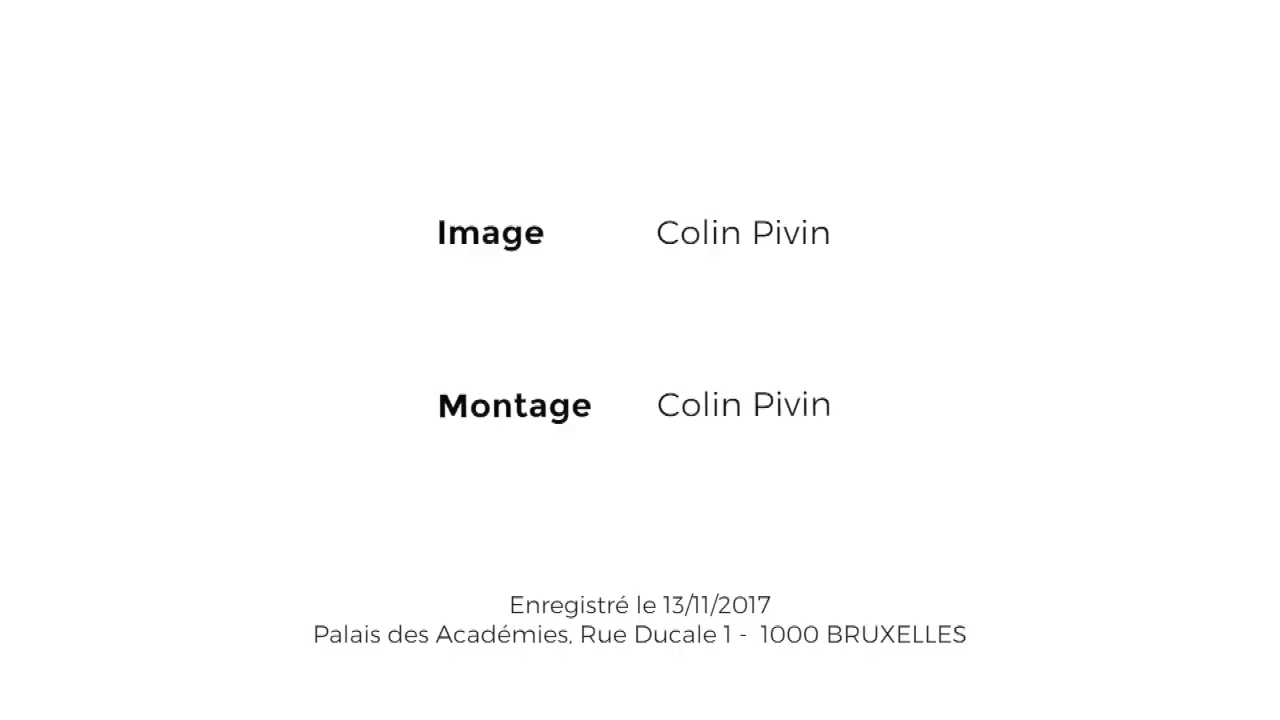 Image Colin Pivin
Montage Colin Pivin
Enregistré le 13/11/2017
Palais des Académies, Rue Ducale 1 - 1000 BRUXELLES